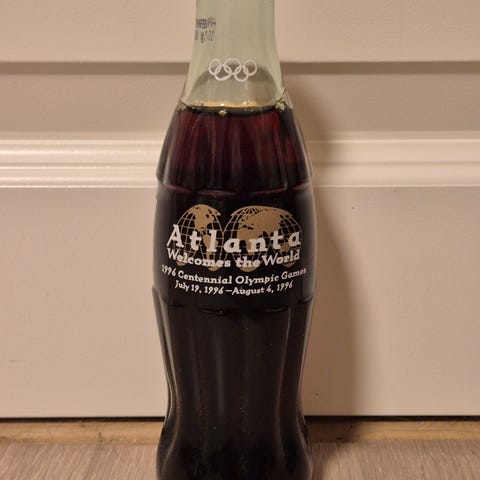 Atlanta
Welcomes the World
1996 Centennial Olympic Games
July 19, 1996 — August 4, 1996